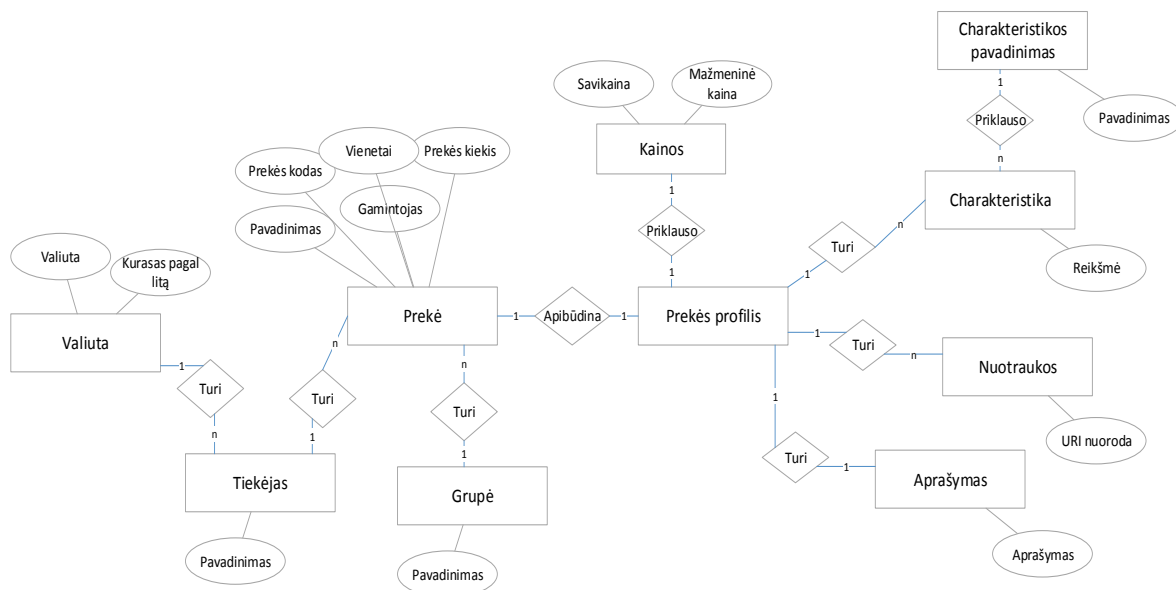 Charakteristikos
pavadinimas
1
Priklauso
n
Pavadinimas
Charakteristika
Reikšmė
Savikaina
Mažmeninė
kaina
Kainos
1
Priklauso
1
Prekės kodas
Vienetai
Prekės kiekis
Pavadinimas
Gamintojas
Valiuta
Kurasas pagal
litą
Valiuta
Prekė
1
Apibūdina
1
Prekės profilis
1
Turi
n
1
Turi
n
Nuotraukos
URI nuoroda
1
Turi
1
Aprašymas
Aprašymas
1
Turi
n
n
Turi
1
Tiekėjas
Pavadinimas
n
Turi
1
Grupė
Pavadinimas